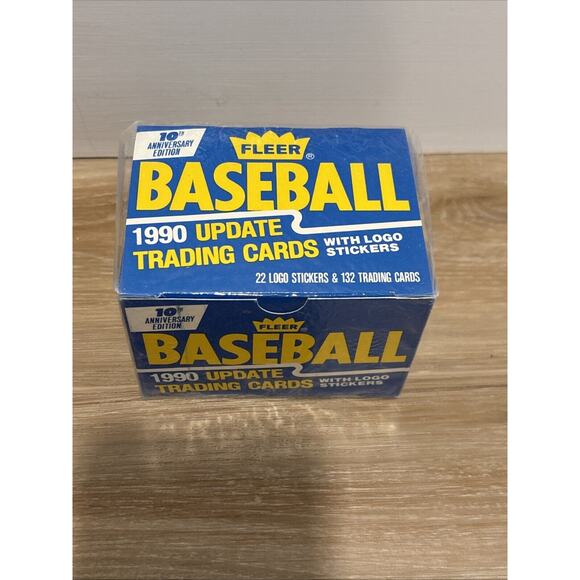 10TH
ANNIVERSARY
EDITION
FLEER®
BASEBALL
1990 UPDATE
TRADING CARDS WITH LOGO
STICKERS
22 LOGO STICKERS & 132 TRADING CARDS
10TH
ANNIVERSARY
EDITION
FLEER
BASEBALL
1990 UPDATE
TRADING CARDS WITH LOGO
STICKERS